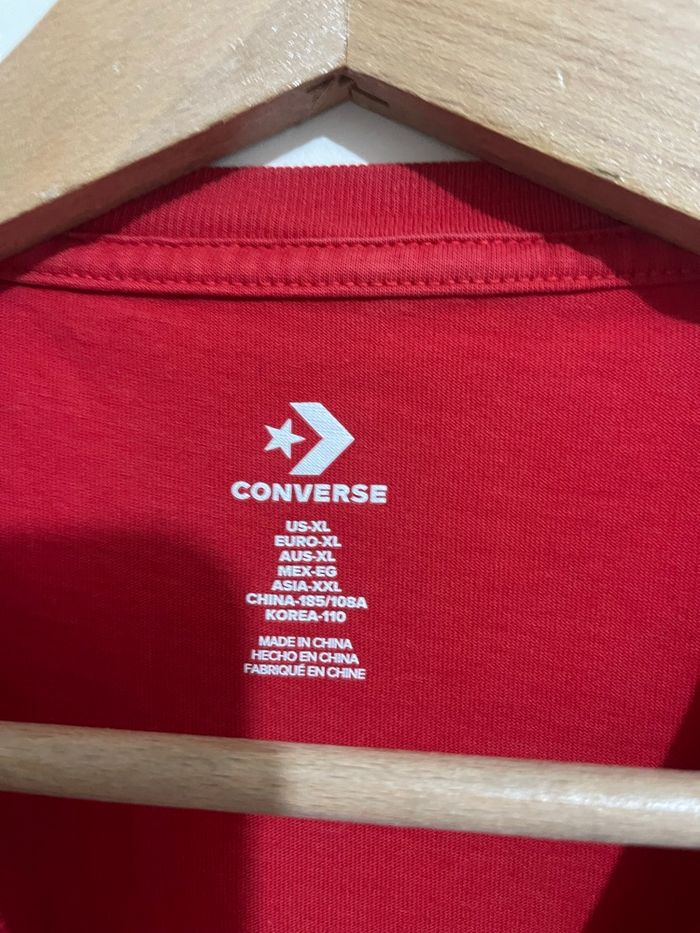 CONVERSE
US-XL
EURO-XL
AUS-XL
MEX-EG
ASIA-XXL
CHINA-185/108A
KOREA-110
MADE IN CHINA
HECHO EN CHINA
FABRIQUÉ EN CHINE